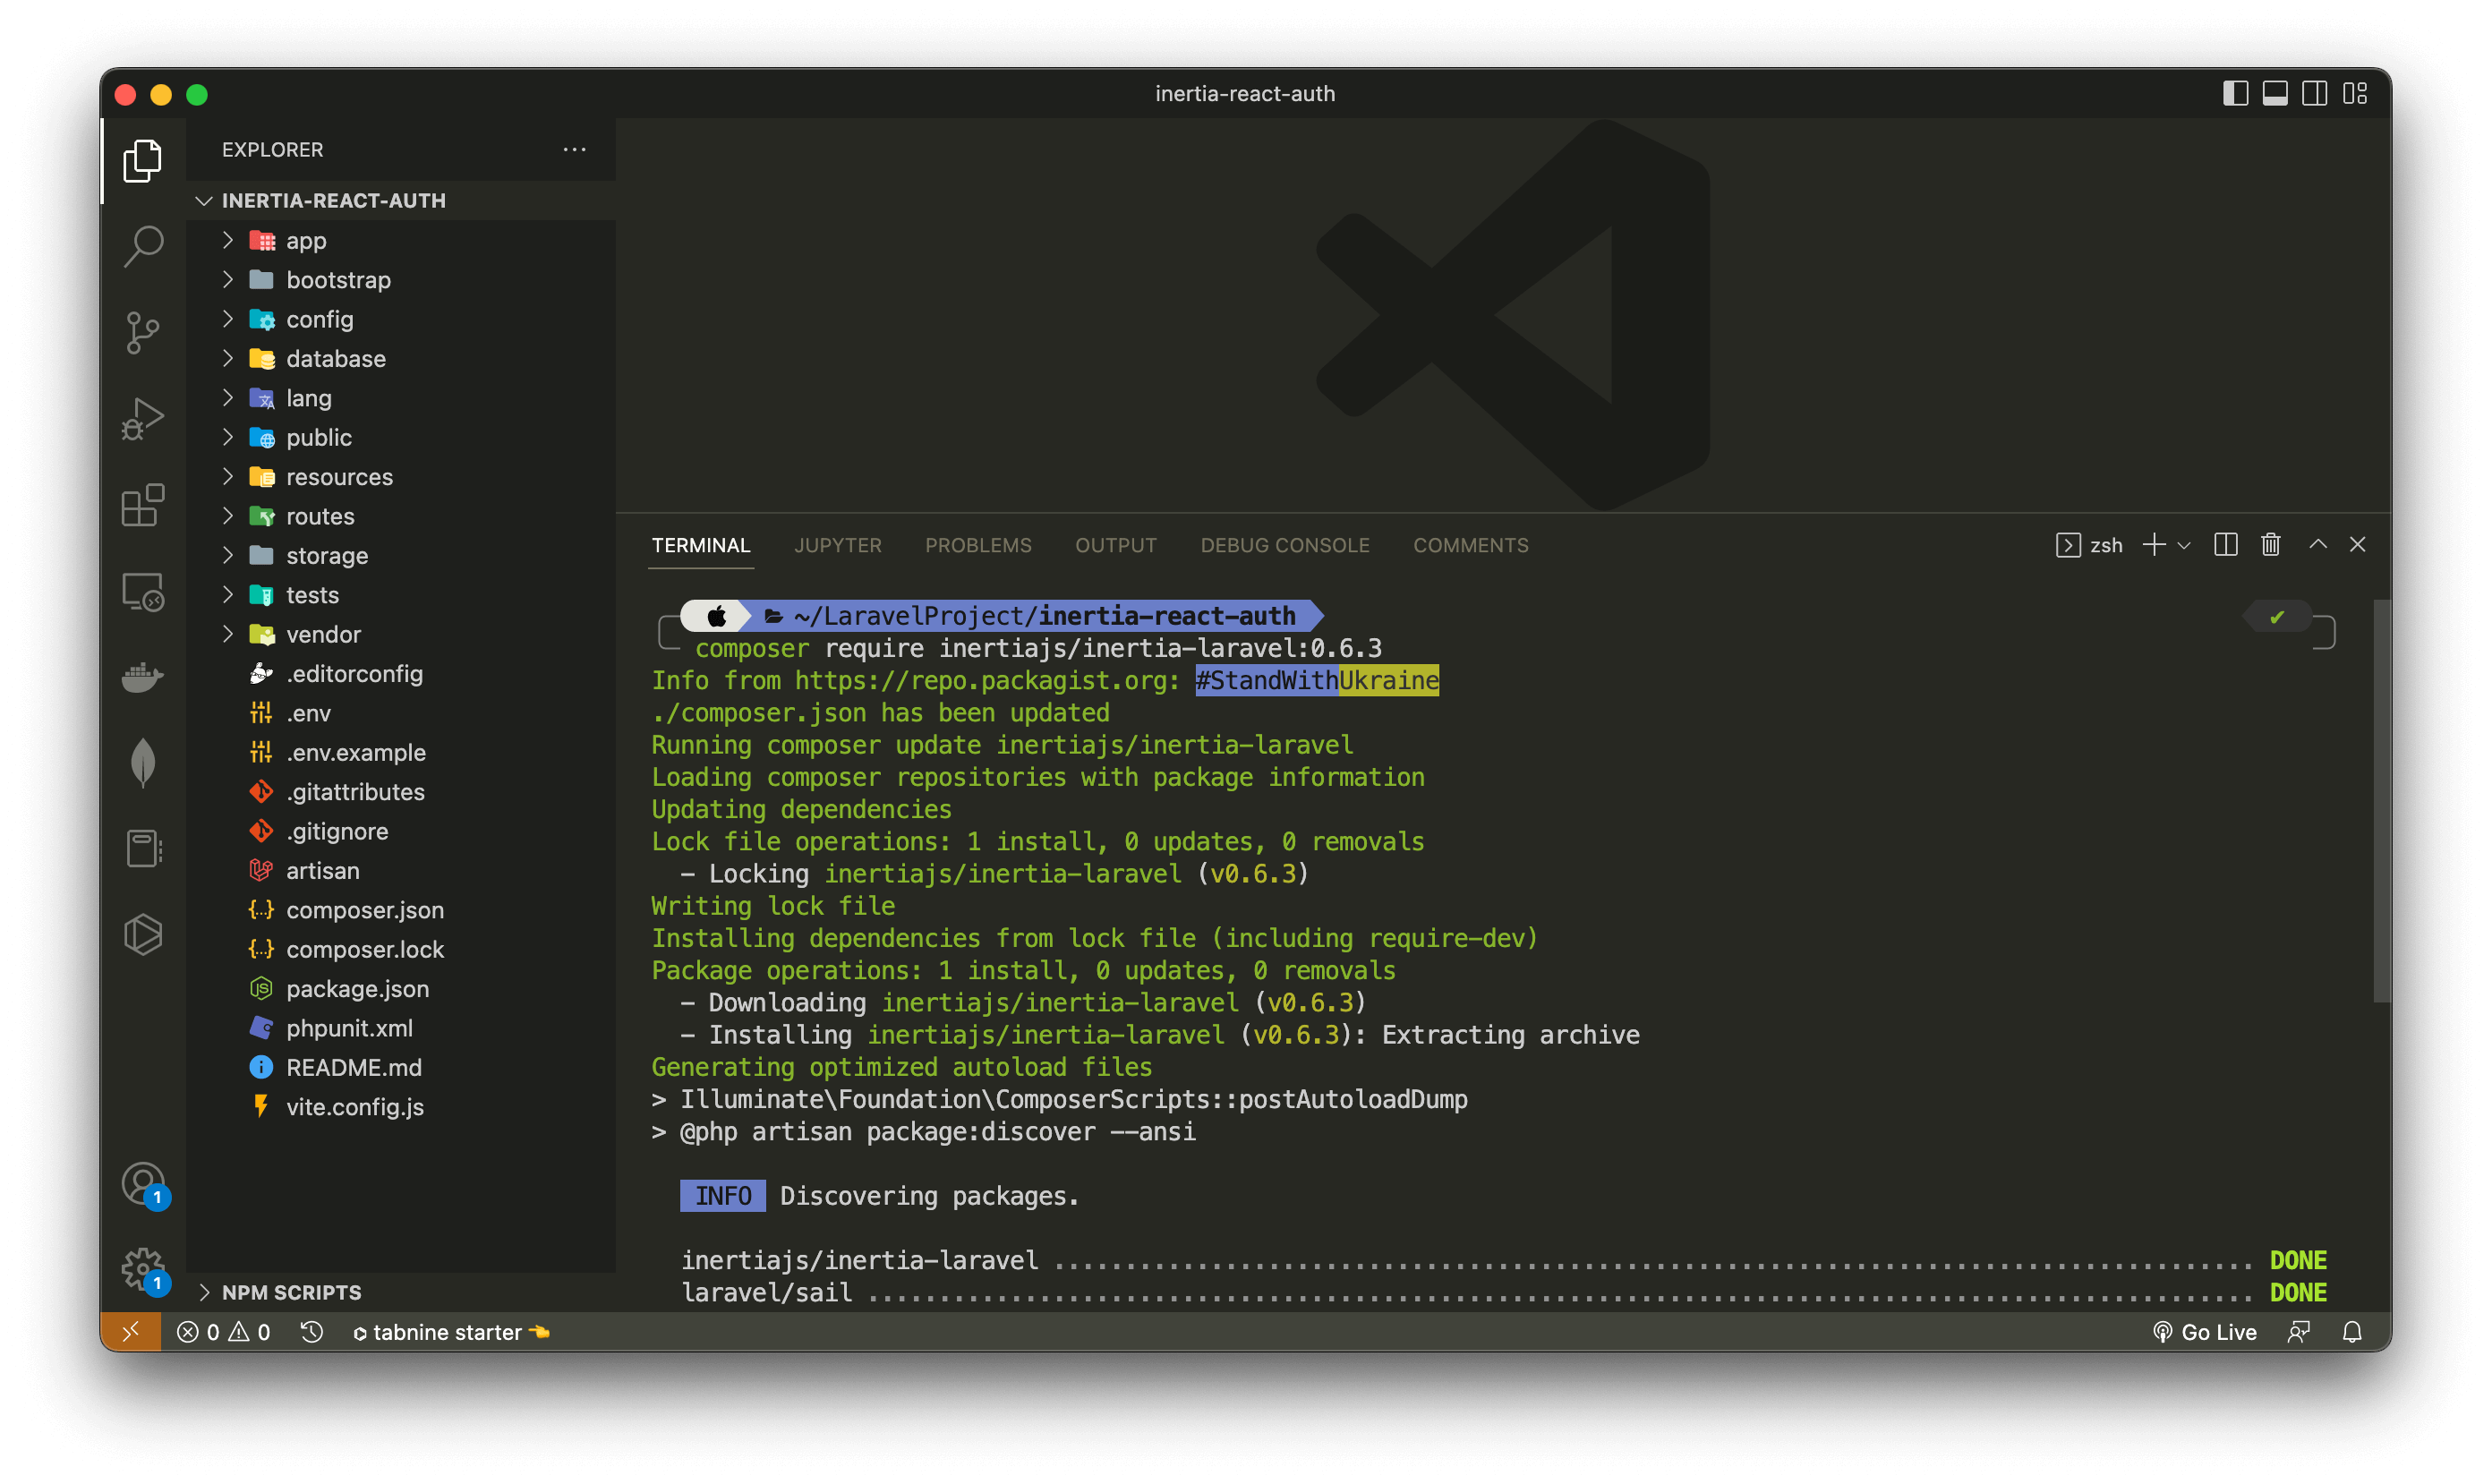 inertia-react-auth
EXPLORER
INERTIA-REACT-AUTH
app
bootstrap
config
database
lang
public
resources
routes
storage
tests
vendor
.editorconfig
.env
.env.example
.gitattributes
.gitignore
artisan
composer.json
composer.lock
package.json
phpunit.xml
README.md
vite.config.js
NPM SCRIPTS
1
1
TERMINAL JUPYTER PROBLEMS OUTPUT DEBUG CONSOLE COMMENTS zsh
~/LaravelProject/inertia-react-auth
composer require inertiajs/inertia-laravel:0.6.3
Info from https://repo.packagist.org: #StandWithUkraine
./composer.json has been updated
Running composer update inertiajs/inertia-laravel
Loading composer repositories with package information
Updating dependencies
Lock file operations: 1 install, 0 updates, 0 removals
- Locking inertiajs/inertia-laravel (v0.6.3)
Writing lock file
Installing dependencies from lock file (including require-dev)
Package operations: 1 install, 0 updates, 0 removals
- Downloading inertiajs/inertia-laravel (v0.6.3)
- Installing inertiajs/inertia-laravel (v0.6.3): Extracting archive
Generating optimized autoload files
> Illuminate\Foundation\ComposerScripts::postAutoloadDump
> @php artisan package:discover --ansi
INFO Discovering packages.
inertiajs/inertia-laravel .................................................................................... DONE
laravel/sail ................................................................................................. DONE
0 0 tabnine starter Go Live